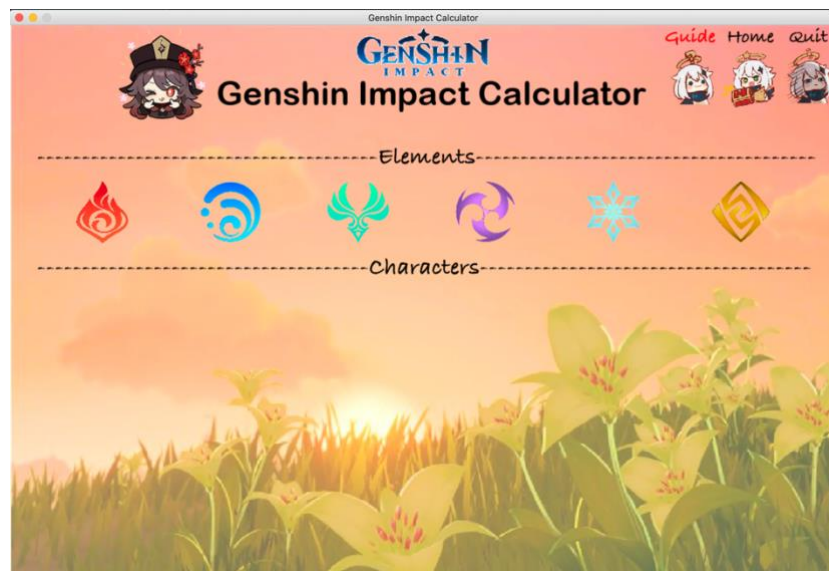 Genshin Impact Calculator
Guide Home Quit
GENSHIN
IMPACT
Genshin Impact Calculator
Elements
Characters